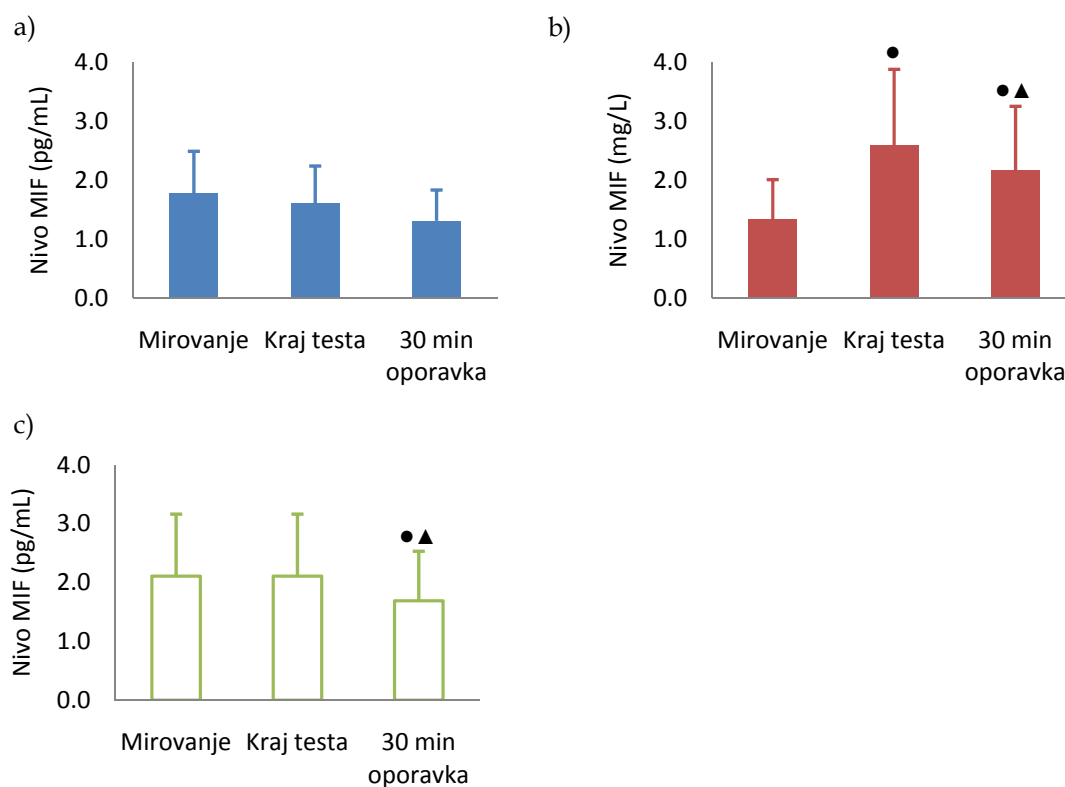 a)
Nivo MIF (pg/mL)
4.0
3.0
2.0
1.0
0.0
Mirovanje Kraj testa 30 min
oporavka
b)
Nivo MIF (mg/L)
4.0
3.0
2.0
1.0
0.0
Mirovanje Kraj testa 30 min
oporavka
c)
Nivo MIF (pg/mL)
4.0
3.0
2.0
1.0
0.0
Mirovanje Kraj testa 30 min
oporavka